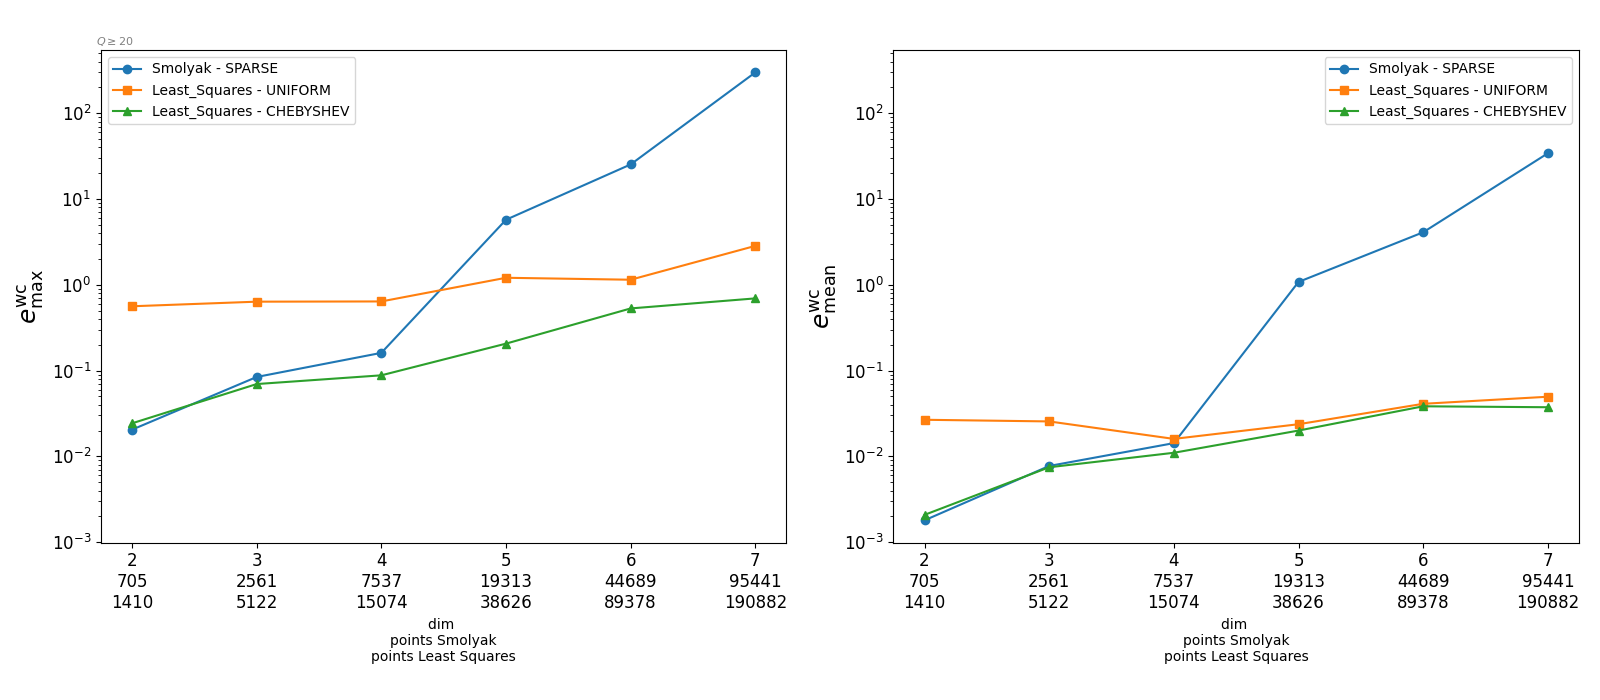 Q ≥ 20
Smolyak - SPARSE
Least_Squares - UNIFORM
Least_Squares - CHEBYSHEV
10²
10¹
10⁰
10⁻¹
10⁻²
10⁻³
e^wc_max
2 3 4 5 6 7
705 2561 7537 19313 44689 95441
1410 5122 15074 38626 89378 190882
dim
points Smolyak
points Least Squares
Smolyak - SPARSE
Least_Squares - UNIFORM
Least_Squares - CHEBYSHEV
10²
10¹
10⁰
10⁻¹
10⁻²
10⁻³
e^wc_mean
2 3 4 5 6 7
705 2561 7537 19313 44689 95441
1410 5122 15074 38626 89378 190882
dim
points Smolyak
points Least Squares